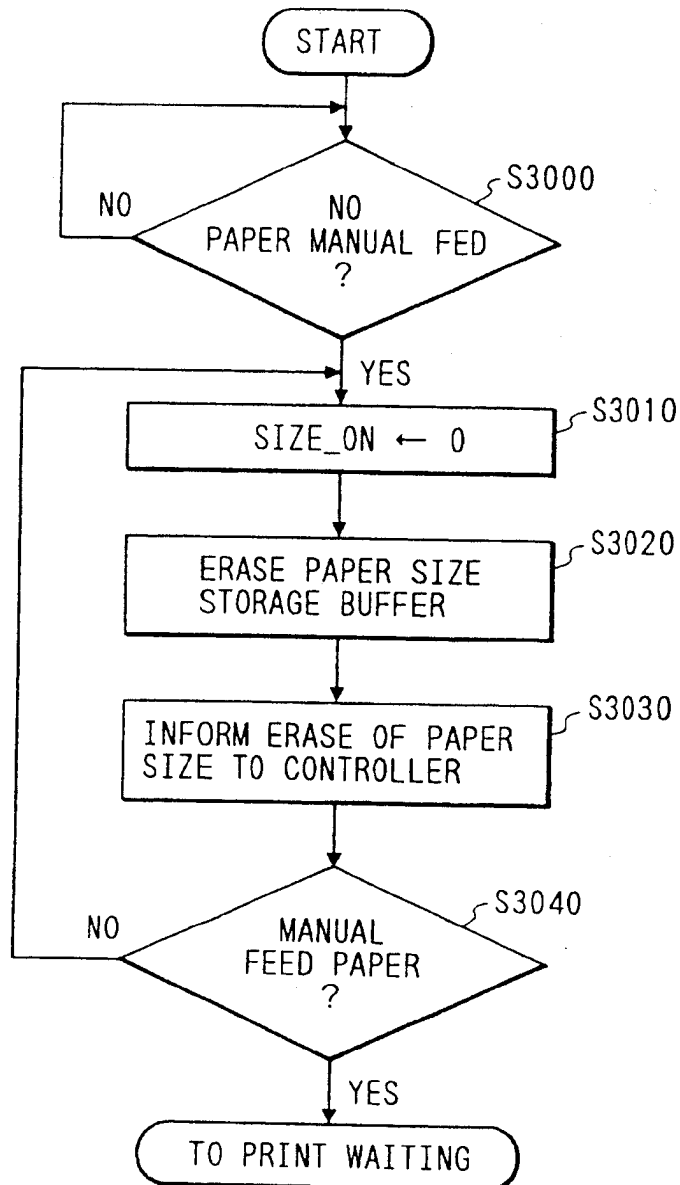 START
S3000
NO
NO
PAPER MANUAL FED
?
YES
S3010
SIZE_ON ← 0
S3020
ERASE PAPER SIZE
STORAGE BUFFER
S3030
INFORM ERASE OF PAPER
SIZE TO CONTROLLER
S3040
NO
MANUAL
FEED PAPER
?
YES
TO PRINT WAITING